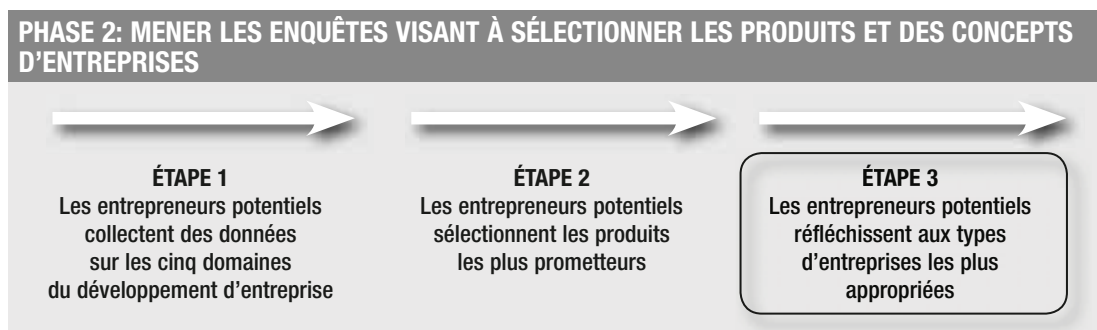 PHASE 2: MENER LES ENQUÊTES VISANT À SÉLECTIONNER LES PRODUITS ET DES CONCEPTS
D’ENTREPRISES
ÉTAPE 1
Les entrepreneurs potentiels
collectent des données
sur les cinq domaines
du développement d’entreprise
ÉTAPE 2
Les entrepreneurs potentiels
sélectionnent les produits
les plus prometteurs
ÉTAPE 3
Les entrepreneurs potentiels
réfléchissent aux types
d’entreprises les plus
appropriées